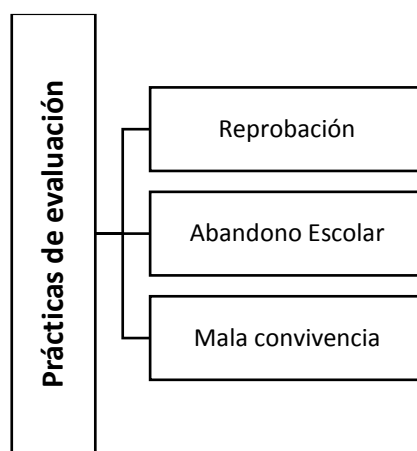 Prácticas de evaluación
Reprobación
Abandono Escolar
Mala convivencia